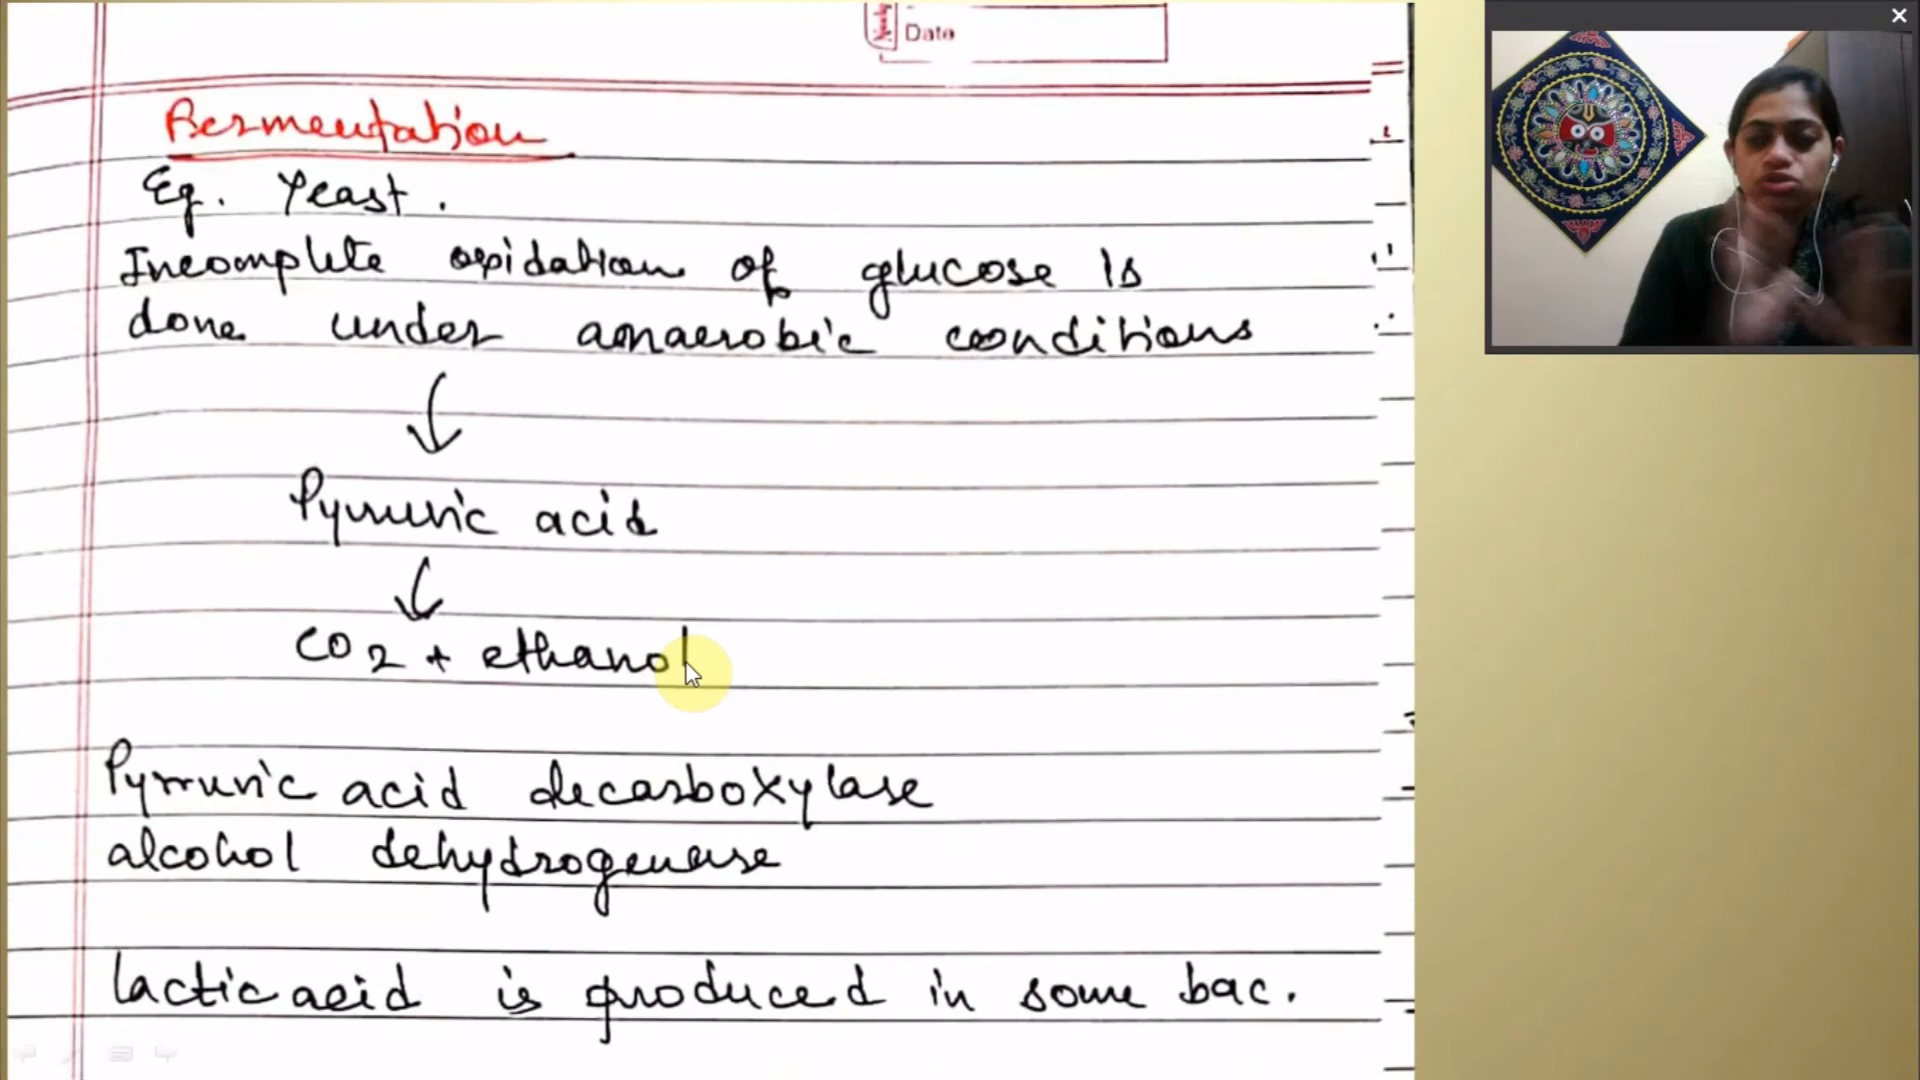 Date
Fermentation
Eg. Yeast.
Incomplete oxidation of glucose is
done under anaerobic conditions
↓
Pyruvic acid
↓
CO2 + ethanol
Pyruvic acid decarboxylase
alcohol dehydrogenase
lactic acid is produced in some bac.